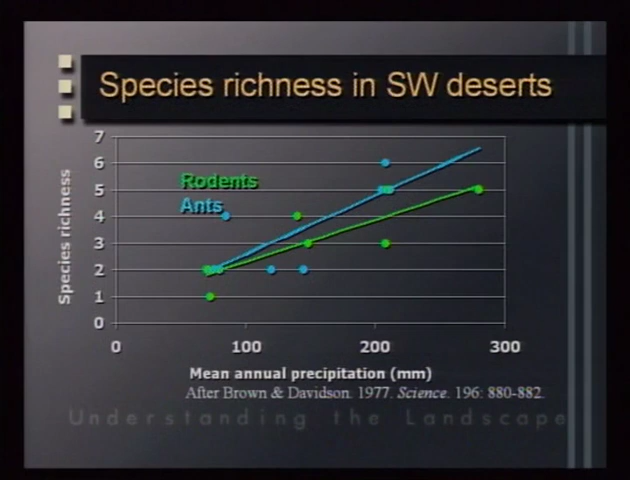 Species richness in SW deserts
7
6
5
4
3
2
1
0
Species richness
Rodents
Ants
0 100 200 300
Mean annual precipitation (mm)
After Brown & Davidson. 1977. Science. 196: 880-882.
Understanding the Landscape